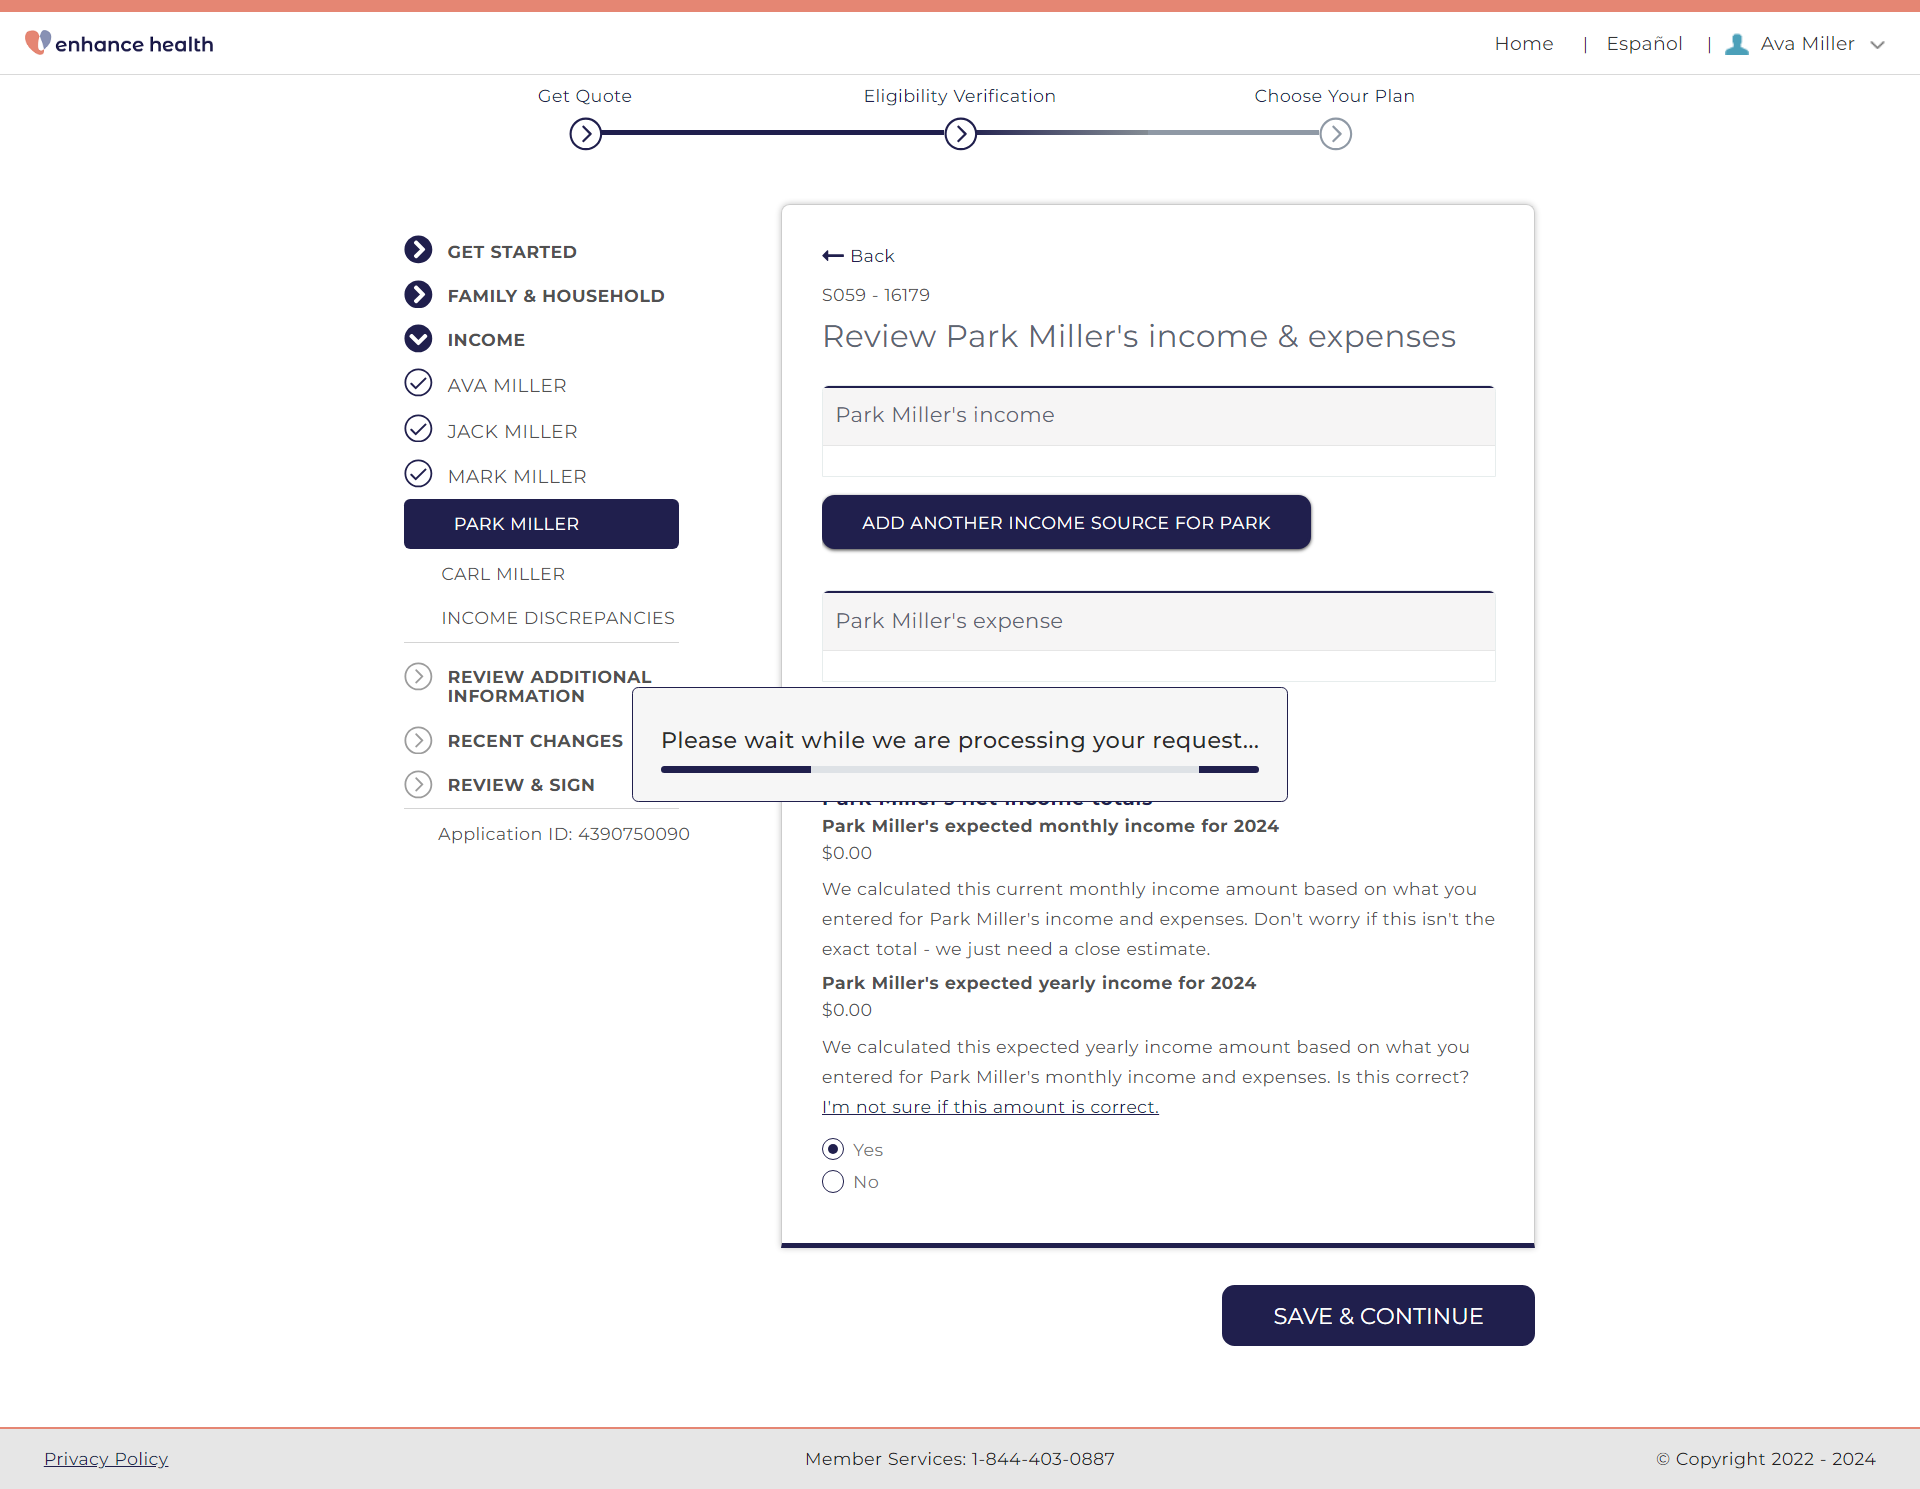 enhance health
Home | Español | Ava Miller
Get Quote
Eligibility Verification
Choose Your Plan
GET STARTED
FAMILY & HOUSEHOLD
INCOME
AVA MILLER
JACK MILLER
MARK MILLER
PARK MILLER
CARL MILLER
INCOME DISCREPANCIES
REVIEW ADDITIONAL
INFORMATION
RECENT CHANGES
REVIEW & SIGN
Application ID: 4390750090
Back
S059 - 16179
Review Park Miller's income & expenses
Park Miller's income
ADD ANOTHER INCOME SOURCE FOR PARK
Park Miller's expense
Please wait while we are processing your request...
Park Miller's net income totals
Park Miller's expected monthly income for 2024
$0.00
We calculated this current monthly income amount based on what you
entered for Park Miller's income and expenses. Don't worry if this isn't the
exact total - we just need a close estimate.
Park Miller's expected yearly income for 2024
$0.00
We calculated this expected yearly income amount based on what you
entered for Park Miller's monthly income and expenses. Is this correct?
I'm not sure if this amount is correct.
Yes
No
SAVE & CONTINUE
Privacy Policy
Member Services: 1-844-403-0887
© Copyright 2022 - 2024